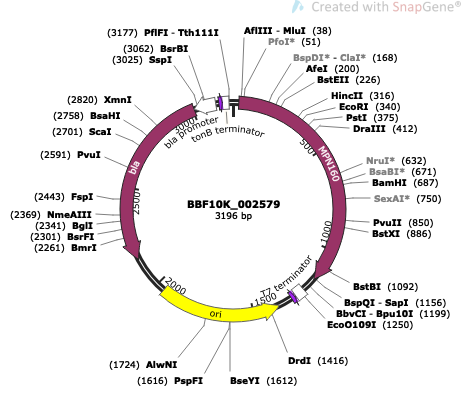 Created with SnapGene®
(3177) PflFI - Tth111I
(3062) BsrBI
(3025) SspI
(2820) XmnI
(2758) BsaHI
(2701) ScaI
(2591) PvuI
(2443) FspI
(2369) NmeAIII
(2341) BglI
(2301) BsrFI
(2261) BmrI
AflIII - MluI (38)
PfoI* (51)
BspDI* - ClaI* (168)
AfeI (200)
BstEII (226)
HincII (316)
EcoRI (340)
PstI (375)
DraIII (412)
NruI* (632)
BsaBI* (671)
BamHI (687)
SexAI* (750)
PvuII (850)
BstXI (886)
BstBI (1092)
BspQI - SapI (1156)
BbvCI - Bpu10I (1199)
EcoO109I (1250)
DrdI (1416)
BseYI (1612)
(1616) PspFI
(1724) AlwNI
3000
bla promoter
tonB terminator
500
MPN160
1000
T7 terminator
1500
ori
2000
2500
bla
BBF10K_002579
3196 bp